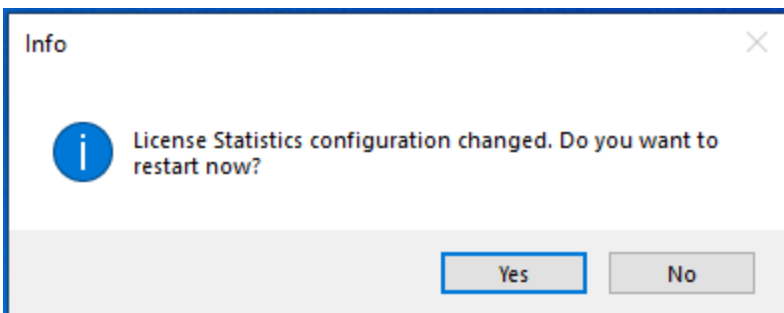 Info
License Statistics configuration changed. Do you want to
restart now?
Yes
No